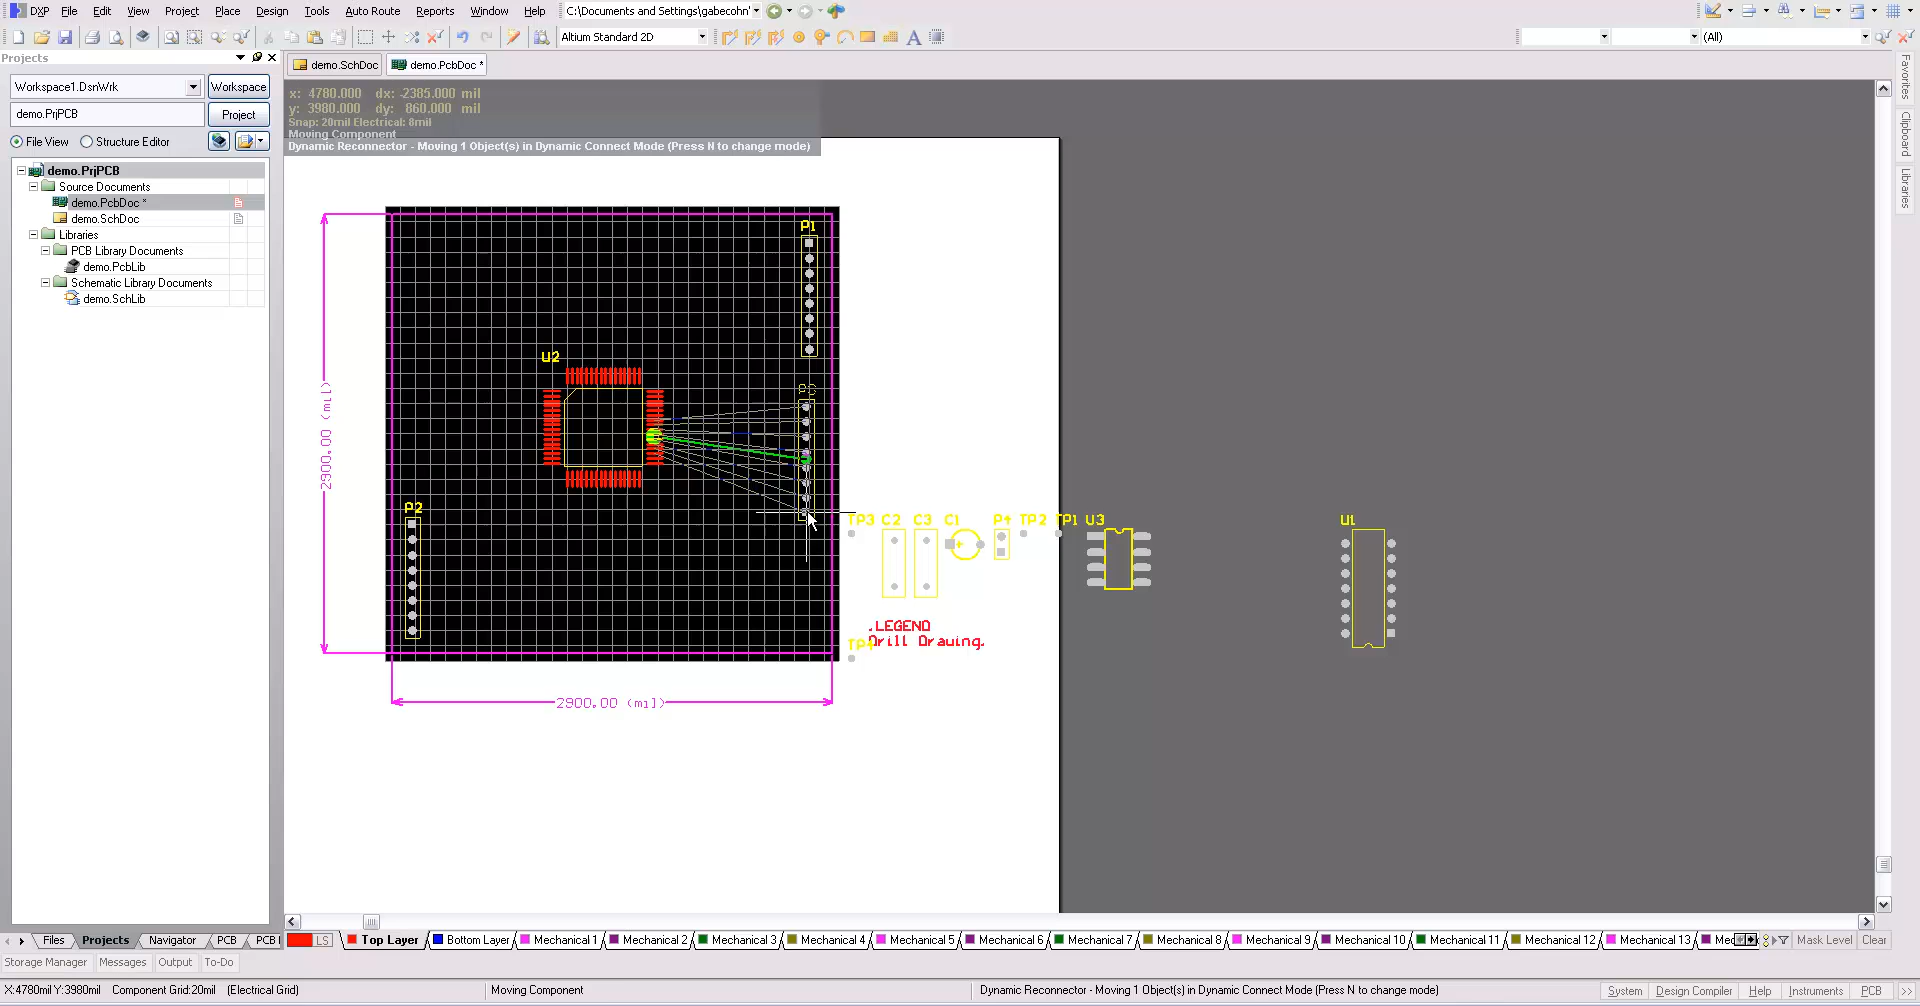 DXP File Edit View Project Place Design Tools Auto Route Reports Window Help C:\Documents and Settings\gabecohn'
Altium Standard 2D
(All)
Projects
demo.SchDoc demo.PcbDoc *
Workspace1.DsnWrk Workspace
demo.PrjPCB Project
File View Structure Editor
demo.PrjPCB
Source Documents
demo.PcbDoc *
demo.SchDoc
Libraries
PCB Library Documents
demo.PcbLib
Schematic Library Documents
demo.SchLib
x: 4780.000 dx: -2385.000 mil
y: 3980.000 dy: 860.000 mil
Snap: 20mil Electrical: 8mil
Moving Component
Dynamic Reconnector - Moving 1 Object(s) in Dynamic Connect Mode (Press N to change mode)
P1
U2
2900.00 (mil)
P2
TP3 C2 C3 C1 P4 TP2 TP1 U3 U1
.LEGEND
Drill Drawing.
TP4
2900.00 (mil)
Favorites
Clipboard
Libraries
Files Projects Navigator PCB PCB LS Top Layer Bottom Layer Mechanical 1 Mechanical 2 Mechanical 3 Mechanical 4 Mechanical 5 Mechanical 6 Mechanical 7 Mechanical 8 Mechanical 9 Mechanical 10 Mechanical 11 Mechanical 12 Mechanical 13 Mask Level Clear
Storage Manager Messages Output To-Do
X:4780mil Y:3980mil Component Grid:20mil (Electrical Grid) Moving Component Dynamic Reconnector - Moving 1 Object(s) in Dynamic Connect Mode (Press N to change mode) System Design Compiler Help Instruments PCB >>